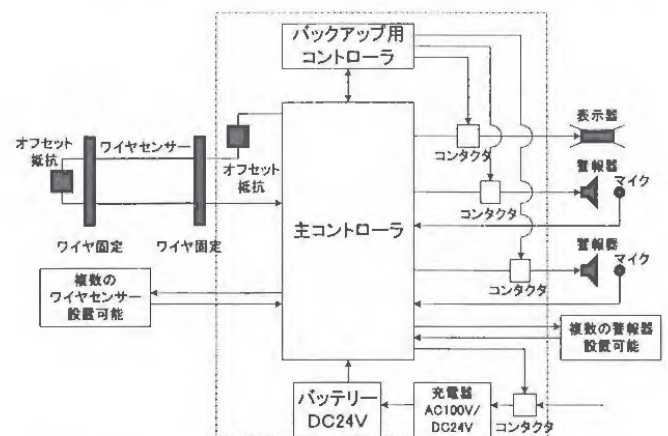 バックアップ用
コントローラ
表示器
オフセット
抵抗
ワイヤセンサー
オフセット
抵抗
コンタクタ
警報器
マイク
コンタクタ
ワイヤ固定
ワイヤ固定
主コントローラ
警報器
マイク
コンタクタ
複数の
ワイヤセンサー
設置可能
複数の警報器
設置可能
バッテリー
DC24V
充電器
AC100V/
DC24V
コンタクタ